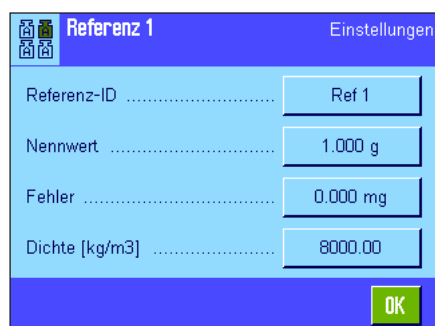 Referenz 1 Einstellungen
Referenz-ID ........................... Ref 1
Nennwert .............................. 1.000 g
Fehler ................................... 0.000 mg
Dichte [kg/m3] ...................... 8000.00
OK